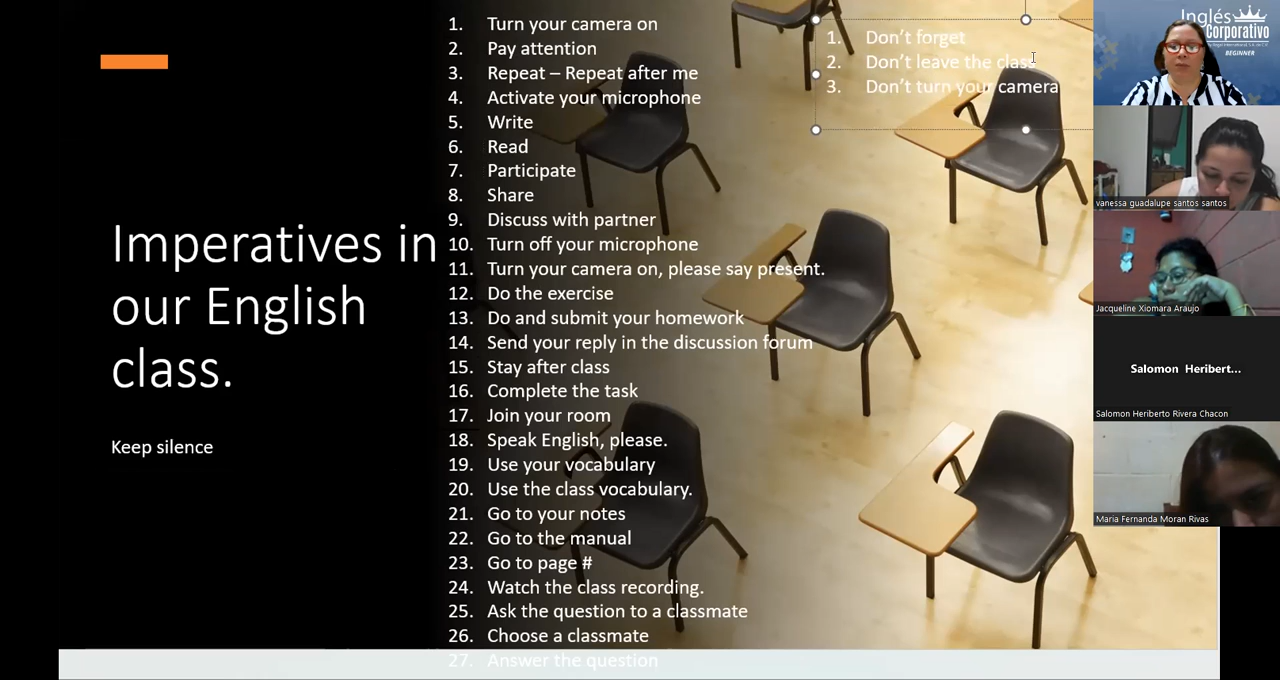 Imperatives in
our English
class.
Keep silence
1. Turn your camera on
2. Pay attention
3. Repeat – Repeat after me
4. Activate your microphone
5. Write
6. Read
7. Participate
8. Share
9. Discuss with partner
10. Turn off your microphone
11. Turn your camera on, please say present.
12. Do the exercise
13. Do and submit your homework
14. Send your reply in the discussion forum
15. Stay after class
16. Complete the task
17. Join your room
18. Speak English, please.
19. Use your vocabulary
20. Use the class vocabulary.
21. Go to your notes
22. Go to the manual
23. Go to page #
24. Watch the class recording.
25. Ask the question to a classmate
26. Choose a classmate
27. Answer the question
1. Don't forget
2. Don't leave the class
3. Don't turn your camera
Inglés
Corporativo
BEGINNER
vanessa guadalupe santos santos
Jacqueline Xiomara Araujo
Salomon Heribert...
Salomon Heriberto Rivera Chacon
Maria Fernanda Moran Rivas